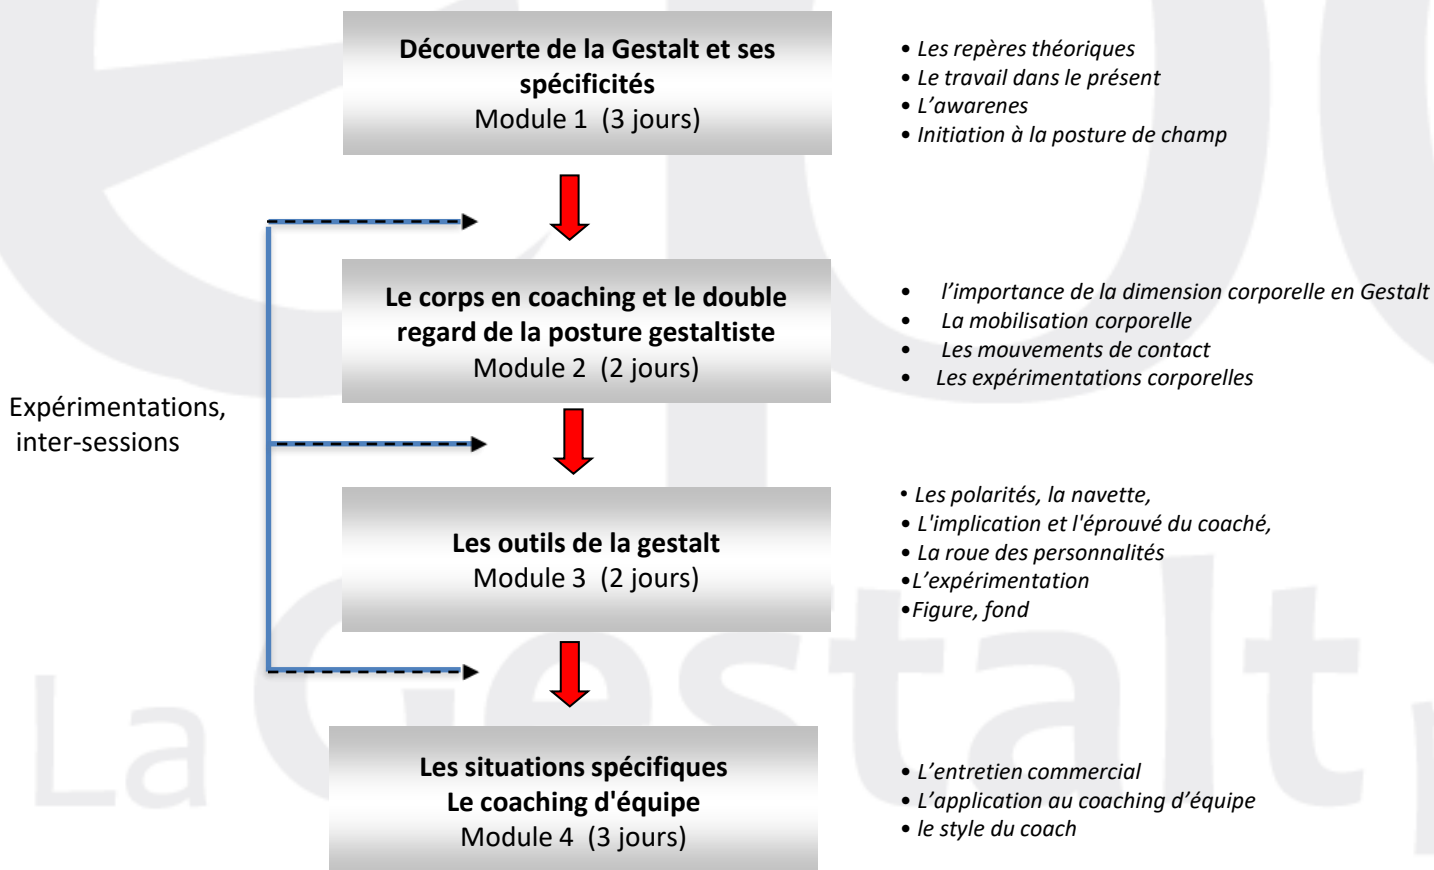 Découverte de la Gestalt et ses
spécificités
Module 1 (3 jours)
• Les repères théoriques
• Le travail dans le présent
• L’awarenes
• Initiation à la posture de champ
Le corps en coaching et le double
regard de la posture gestaltiste
Module 2 (2 jours)
• l’importance de la dimension corporelle en Gestalt
• La mobilisation corporelle
• Les mouvements de contact
• Les expérimentations corporelles
Expérimentations,
inter-sessions
Les outils de la gestalt
Module 3 (2 jours)
• Les polarités, la navette,
• L'implication et l'éprouvé du coaché,
• La roue des personnalités
•L’expérimentation
•Figure, fond
Les situations spécifiques
Le coaching d'équipe
Module 4 (3 jours)
• L’entretien commercial
• L’application au coaching d’équipe
• le style du coach
La Gestalt